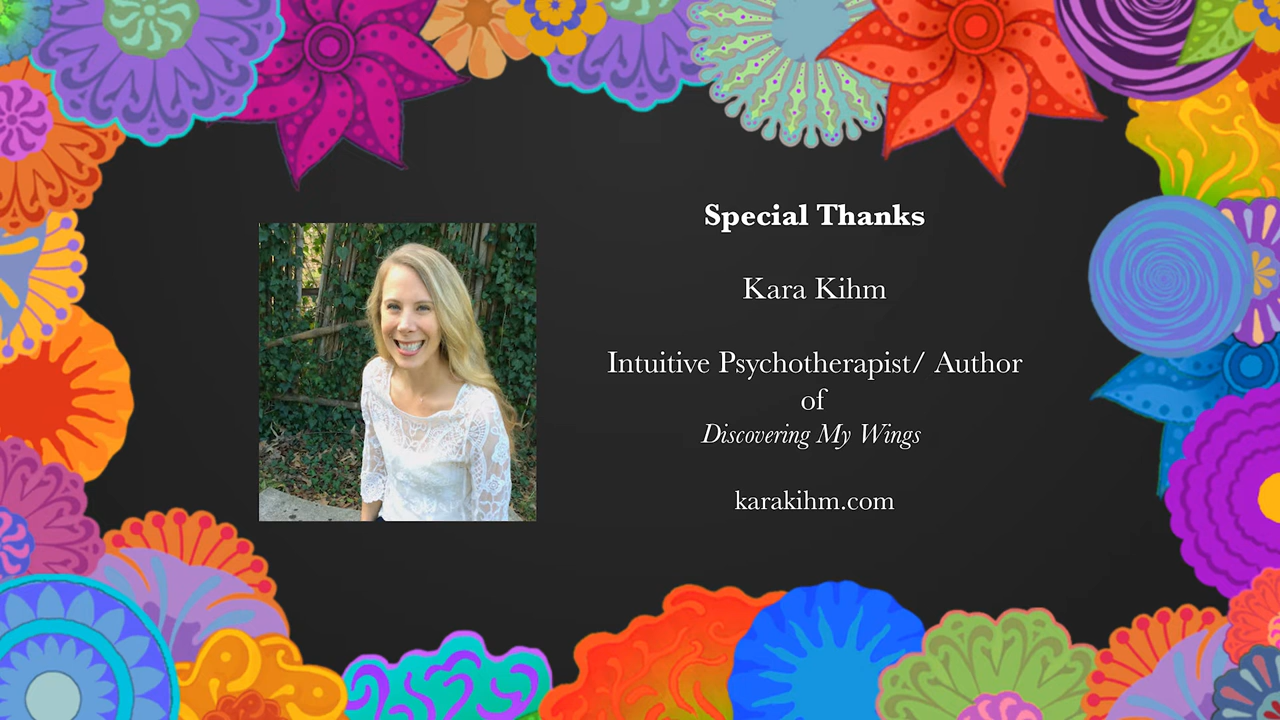 Special Thanks
Kara Kihm
Intuitive Psychotherapist/ Author
of
Discovering My Wings
karakihm.com